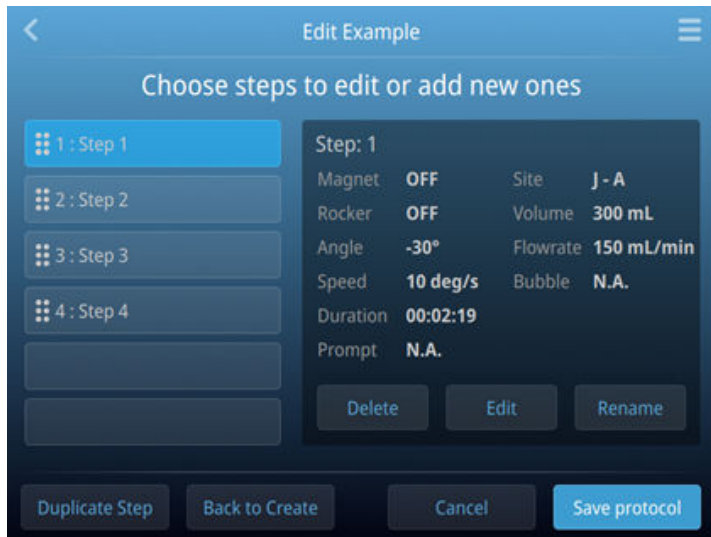 Edit Example
Choose steps to edit or add new ones
1 : Step 1
2 : Step 2
3 : Step 3
4 : Step 4
Step: 1
Magnet OFF Site J - A
Rocker OFF Volume 300 mL
Angle -30° Flowrate 150 mL/min
Speed 10 deg/s Bubble N.A.
Duration 00:02:19
Prompt N.A.
Delete Edit Rename
Duplicate Step Back to Create Cancel Save protocol